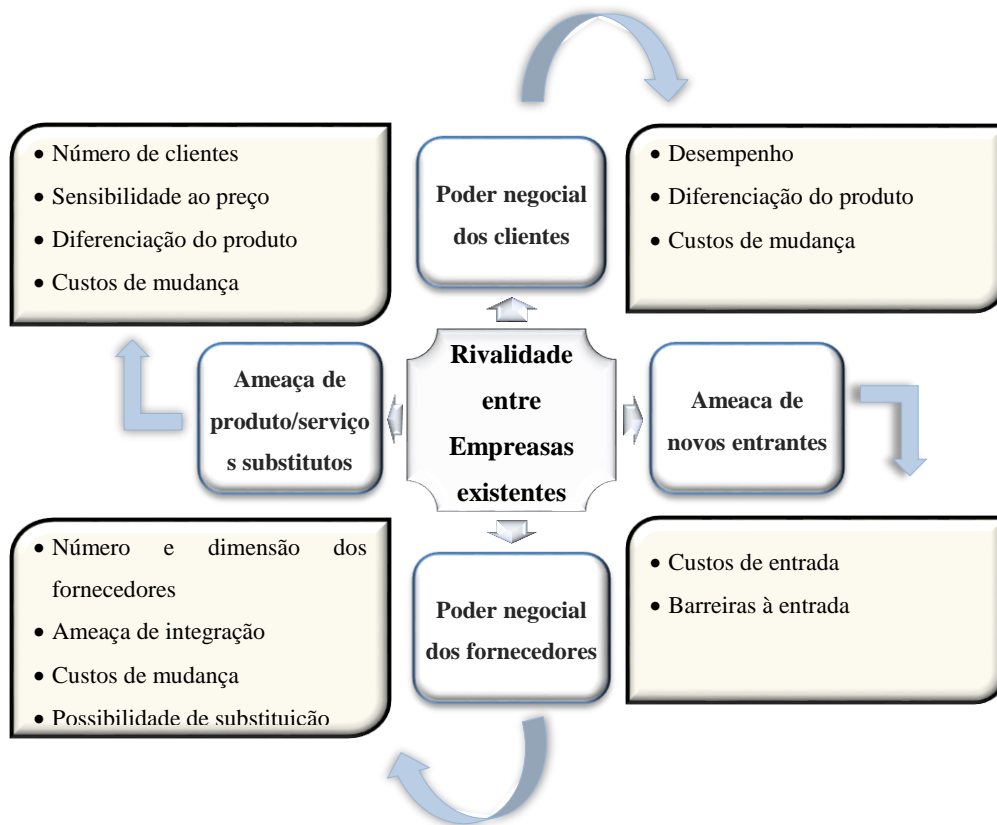 • Número de clientes
• Sensibilidade ao preço
• Diferenciação do produto
• Custos de mudança
Poder negocial
dos clientes
• Desempenho
• Diferenciação do produto
• Custos de mudança
Ameaça de
produto/serviço
s substitutos
Rivalidade
entre
Empreasas
existentes
Ameaca de
novos entrantes
• Número e dimensão dos
fornecedores
• Ameaça de integração
• Custos de mudança
• Possibilidade de substituição
Poder negocial
dos fornecedores
• Custos de entrada
• Barreiras à entrada